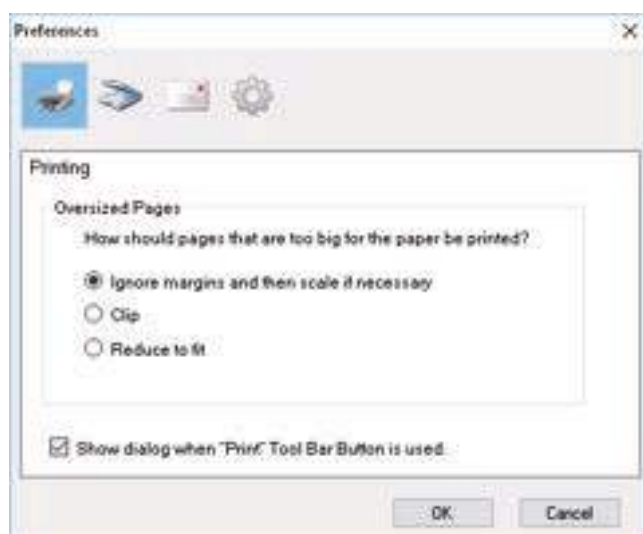 Preferences
Printing
Oversized Pages
How should pages that are too big for the paper be printed?
Ignore margins and then scale if necessary
Clip
Reduce to fit
Show dialog when "Print" Tool Bar Button is used.
OK Cancel